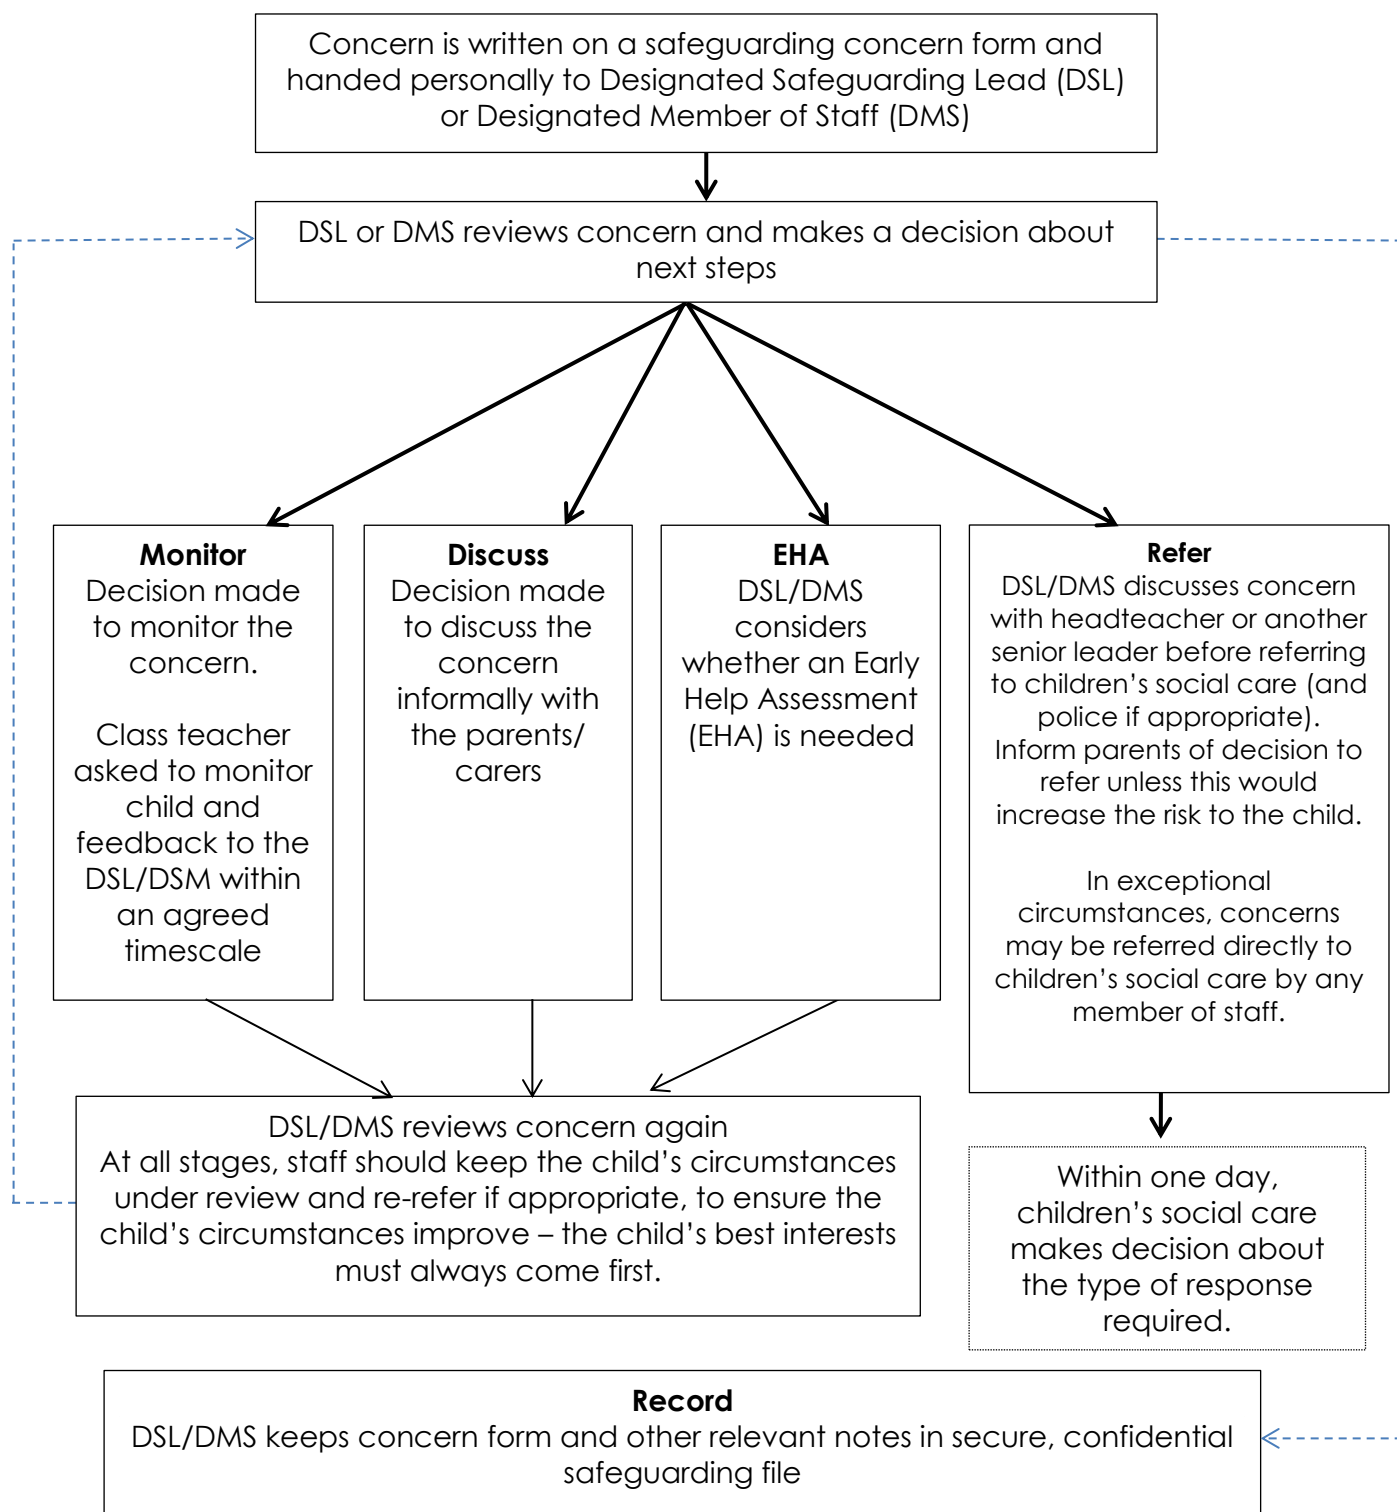 Concern is written on a safeguarding concern form and
handed personally to Designated Safeguarding Lead (DSL)
or Designated Member of Staff (DMS)
DSL or DMS reviews concern and makes a decision about
next steps
Monitor
Decision made
to monitor the
concern.
Class teacher
asked to monitor
child and
feedback to the
DSL/DSM within
an agreed
timescale
Discuss
Decision made
to discuss the
concern
informally with
the parents/
carers
EHA
DSL/DMS
considers
whether an Early
Help Assessment
(EHA) is needed
Refer
DSL/DMS discusses concern
with headteacher or another
senior leader before referring
to children’s social care (and
police if appropriate).
Inform parents of decision to
refer unless this would
increase the risk to the child.
In exceptional
circumstances, concerns
may be referred directly to
children’s social care by any
member of staff.
DSL/DMS reviews concern again
At all stages, staff should keep the child’s circumstances
under review and re-refer if appropriate, to ensure the
child’s circumstances improve – the child’s best interests
must always come first.
Within one day,
children’s social care
makes decision about
the type of response
required.
Record
DSL/DMS keeps concern form and other relevant notes in secure, confidential
safeguarding file